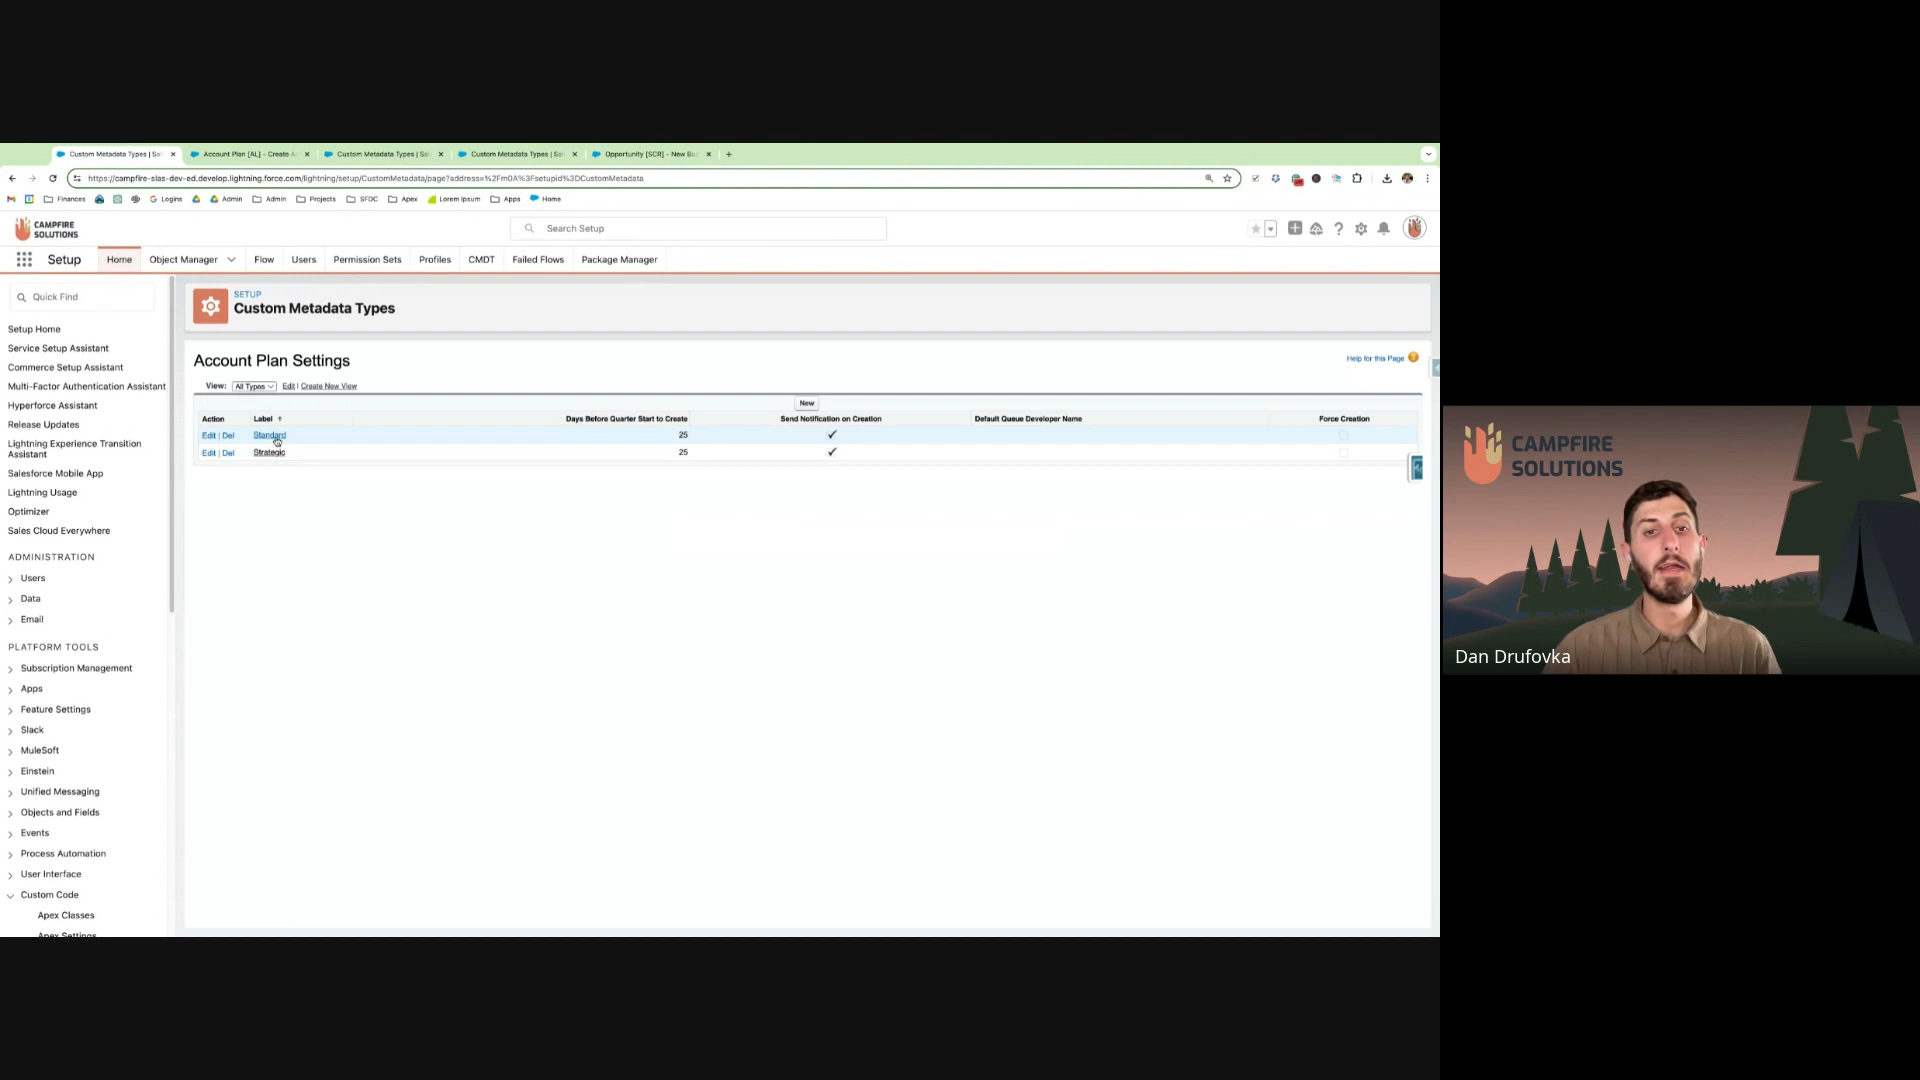 Custom Metadata Types | Sa
Account Plan [AL] - Create A
Custom Metadata Types | Sa
Custom Metadata Types | Sa
Opportunity [SCR] - New Bu
https://campfire-slas-dev-ed.develop.lightning.force.com/lightning/setup/CustomMetadata/page?address=%2Fm0A%3Fsetupid%3DCustomMetadata
Finances
Logins
Admin
Admin
Projects
SFDC
Apex
Lorem Ipsum
Apps
Home
CAMPFIRE
SOLUTIONS
Search Setup
Setup
Home
Object Manager
Flow
Users
Permission Sets
Profiles
CMDT
Failed Flows
Package Manager
Quick Find
Setup Home
Service Setup Assistant
Commerce Setup Assistant
Multi-Factor Authentication Assistant
Hyperforce Assistant
Release Updates
Lightning Experience Transition
Assistant
Salesforce Mobile App
Lightning Usage
Optimizer
Sales Cloud Everywhere
ADMINISTRATION
Users
Data
Email
PLATFORM TOOLS
Subscription Management
Apps
Feature Settings
Slack
MuleSoft
Einstein
Unified Messaging
Objects and Fields
Events
Process Automation
User Interface
Custom Code
Apex Classes
Apex Settings
SETUP
Custom Metadata Types
Account Plan Settings
Help for this Page
View: All Types Edit | Create New View
New
Action Label Days Before Quarter Start to Create Send Notification on Creation Default Queue Developer Name Force Creation
Edit | Del Standard 25
Edit | Del Strategic 25
CAMPFIRE
SOLUTIONS
Dan Drufovka